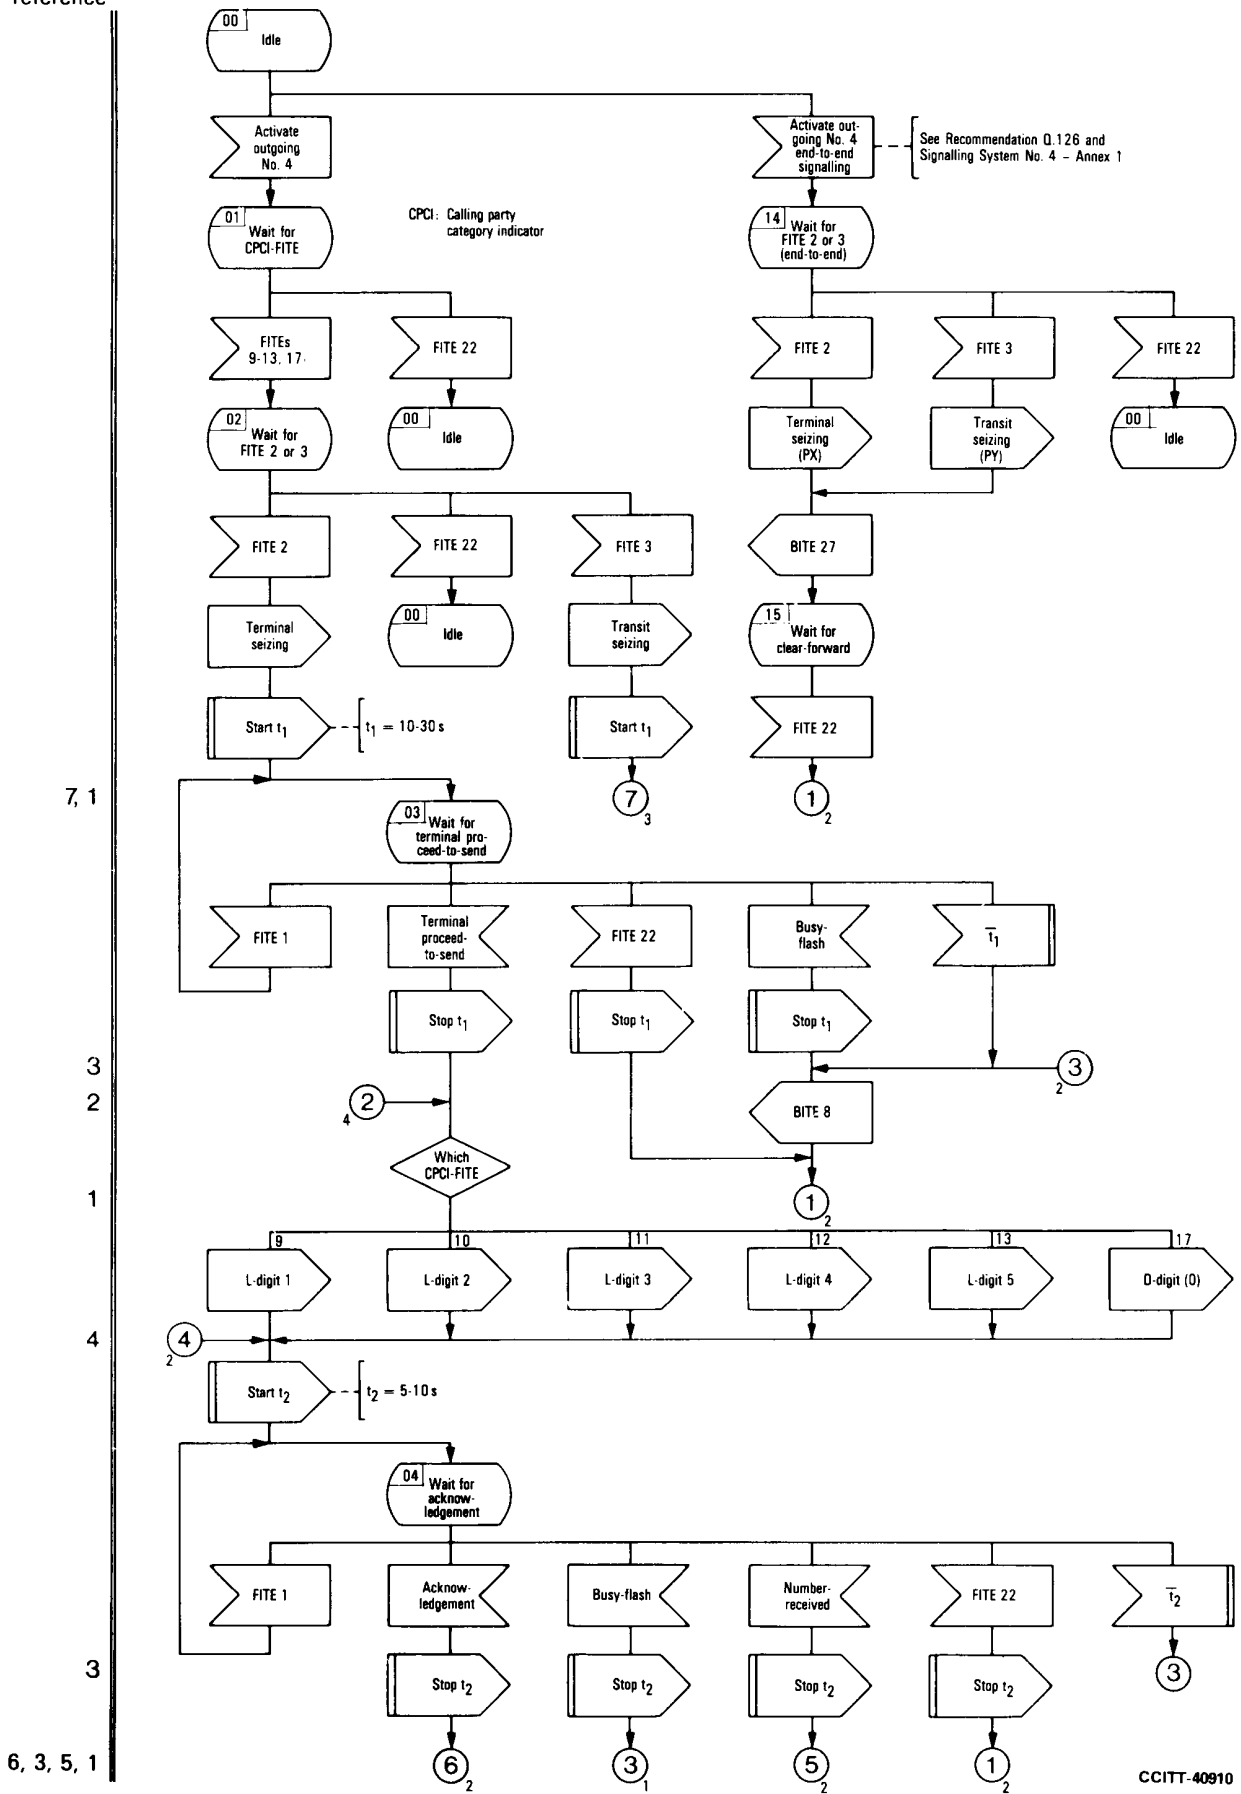 reference
00
Idle
Activate
outgoing
No. 4
Activate out-
going No. 4
end-to-end
signalling
See Recommendation Q.126 and
Signalling System No. 4 – Annex 1
01
Wait for
CPCI-FITE
CPCI: Calling party
category indicator
14
Wait for
FITE 2 or 3
(end-to-end)
FITEs
9-13, 17
FITE 22
FITE 2
FITE 3
FITE 22
02
Wait for
FITE 2 or 3
00
Idle
Terminal
seizing
(PX)
Transit
seizing
(PY)
00
Idle
FITE 2
FITE 22
FITE 3
BITE 27
Terminal
seizing
00
Idle
Transit
seizing
15
Wait for
clear-forward
Start t1
t1 = 10-30 s
Start t1
FITE 22
7, 1
7
3
1
2
03
Wait for
terminal pro-
ceed-to-send
FITE 1
Terminal
proceed-
to-send
FITE 22
Busy-
flash
t̅1
Stop t1
Stop t1
Stop t1
3
3
2
2
2
4
BITE 8
Which
CPCI-FITE
1
1
2
9
10
11
12
13
17
L-digit 1
L-digit 2
L-digit 3
L-digit 4
L-digit 5
0-digit (0)
4
4
2
Start t2
t2 = 5-10 s
04
Wait for
acknow-
ledgement
FITE 1
Acknow-
ledgement
Busy-flash
Number-
received
FITE 22
t̅2
3
Stop t2
Stop t2
Stop t2
Stop t2
3
6, 3, 5, 1
6
2
3
1
5
2
1
2
CCITT-40910